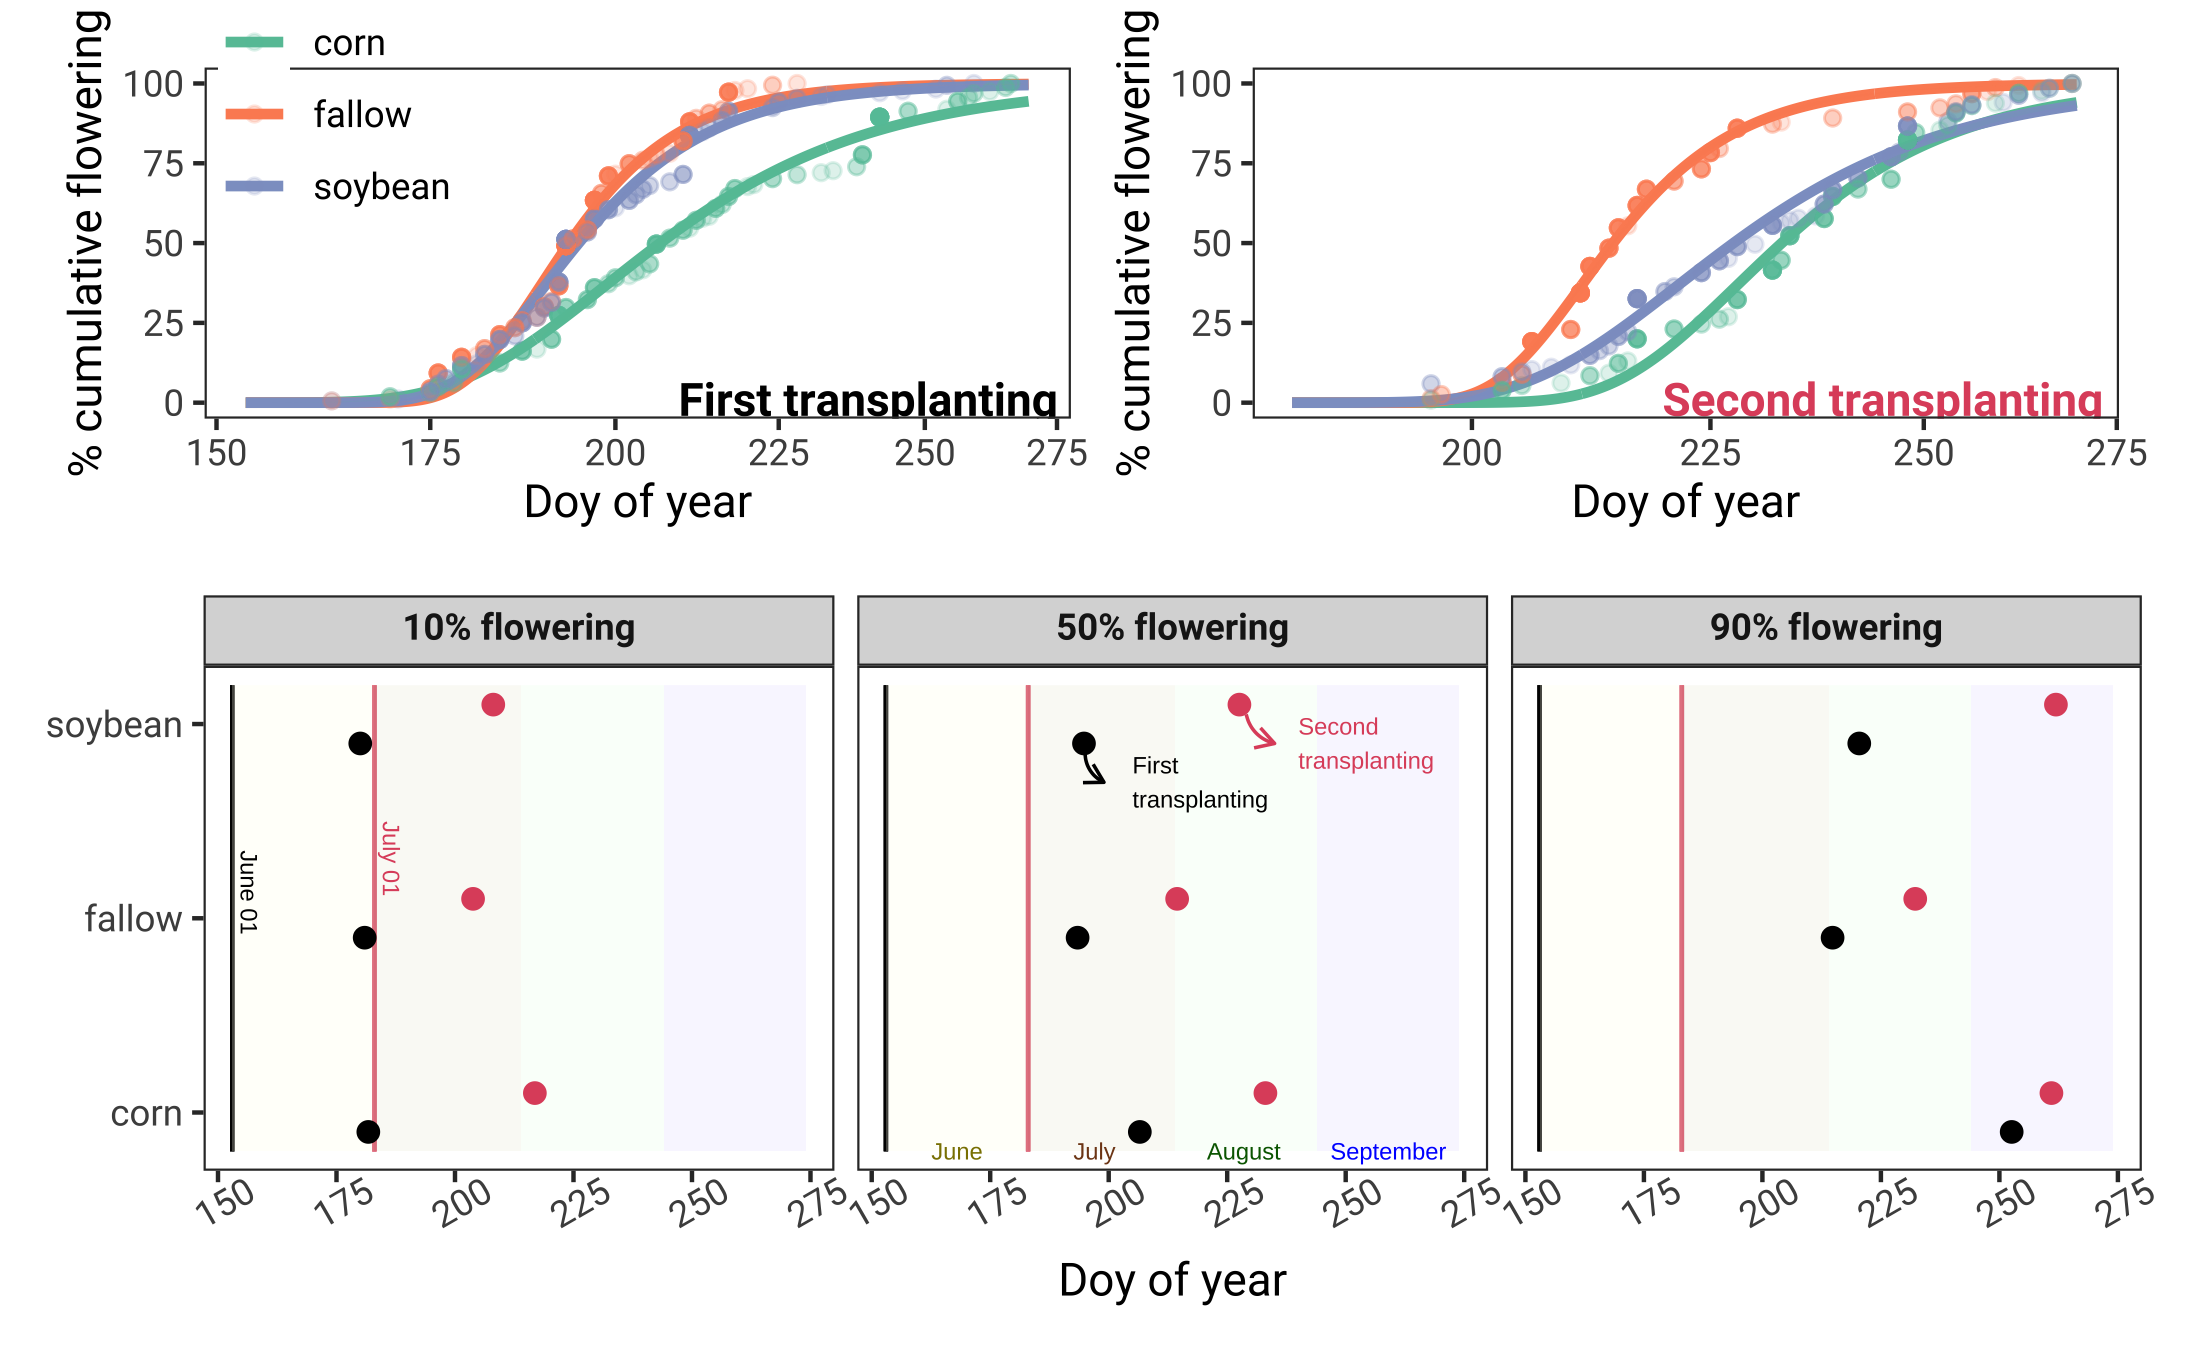 % cumulative flowering
corn
fallow
soybean
100
75
50
25
0
First transplanting
150 175 200 225 250 275
Doy of year
% cumulative flowering
100
75
50
25
0
Second transplanting
200 225 250 275
Doy of year
10% flowering
50% flowering
90% flowering
soybean
fallow
corn
June 01
July 01
First
transplanting
Second
transplanting
June July August September
150 175 200 225 250 275
150 175 200 225 250 275
150 175 200 225 250 275
Doy of year